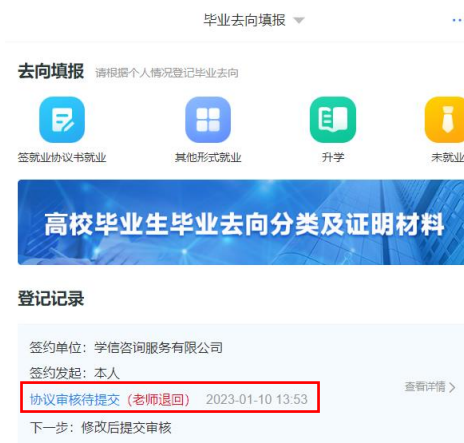 毕业去向填报
去向填报 请根据个人情况登记毕业去向
签就业协议书就业 其他形式就业 升学 未就业
高校毕业生毕业去向分类及证明材料
登记记录
签约单位：学信咨询服务有限公司
签约发起：本人
查看详情
协议审核待提交（老师退回） 2023-01-10 13:53
下一步：修改后提交审核